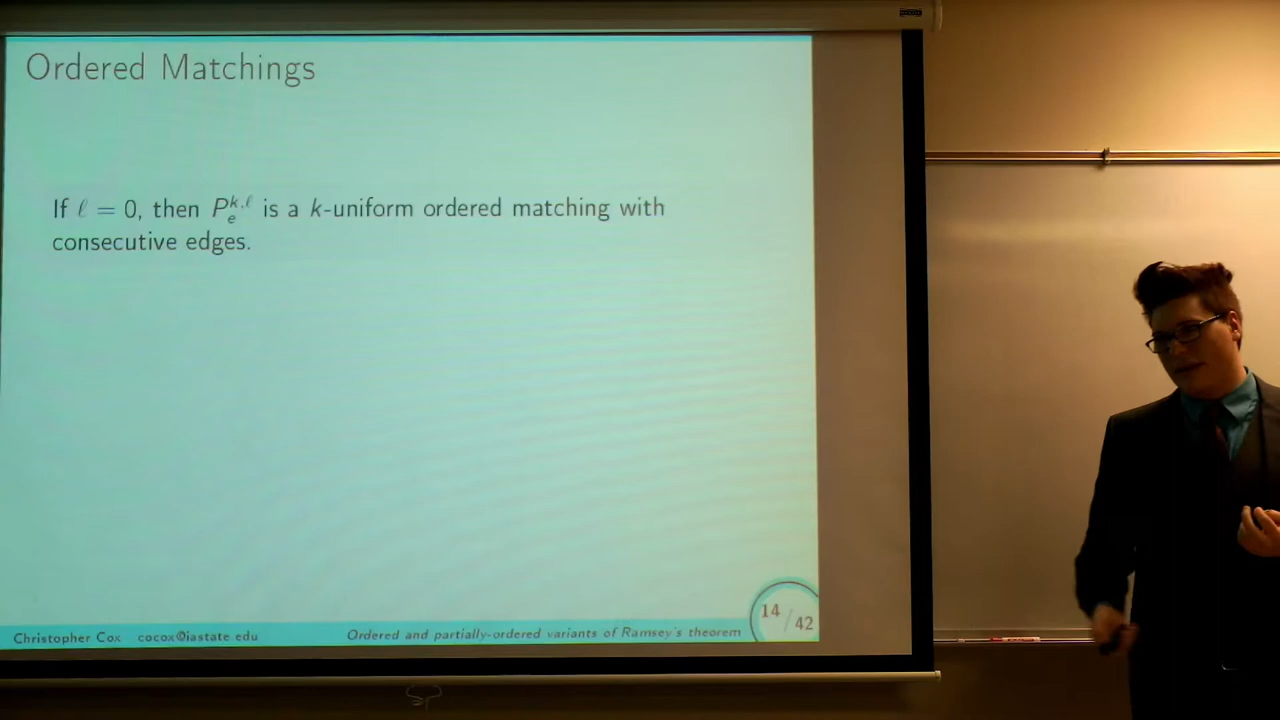 Ordered Matchings
If ℓ = 0, then P_e^{k,ℓ} is a k-uniform ordered matching with
consecutive edges.
14/42
Christopher Cox cocox@iastate.edu Ordered and partially-ordered variants of Ramsey's theorem